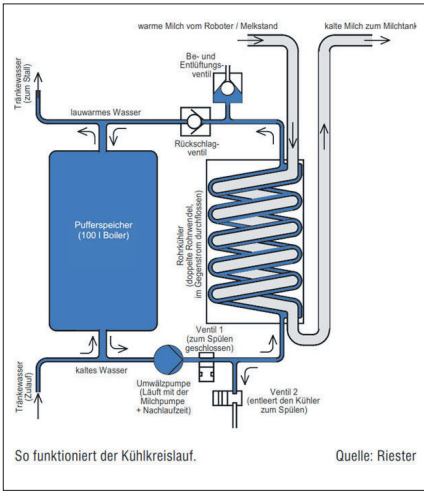 warme Milch vom Roboter / Melkstand
kalte Milch zum Milchtank
Be- und
Entlüftungs-
ventil
Tränkewasser
(zum Stall)
lauwarmes Wasser
Rückschlag-
ventil
Pufferspeicher
(100 l Boiler)
Rohrkühler
(doppelte Rohrwendel,
im Gegenstrom durchflossen)
Ventil 1
(zum Spülen
geschlossen)
kaltes Wasser
Tränkewasser
(Zulauf)
Umwälzpumpe
(Läuft mit der
Milchpumpe
+ Nachlaufzeit)
Ventil 2
(entleert den Kühler
zum Spülen)
So funktioniert der Kühlkreislauf.
Quelle: Riester